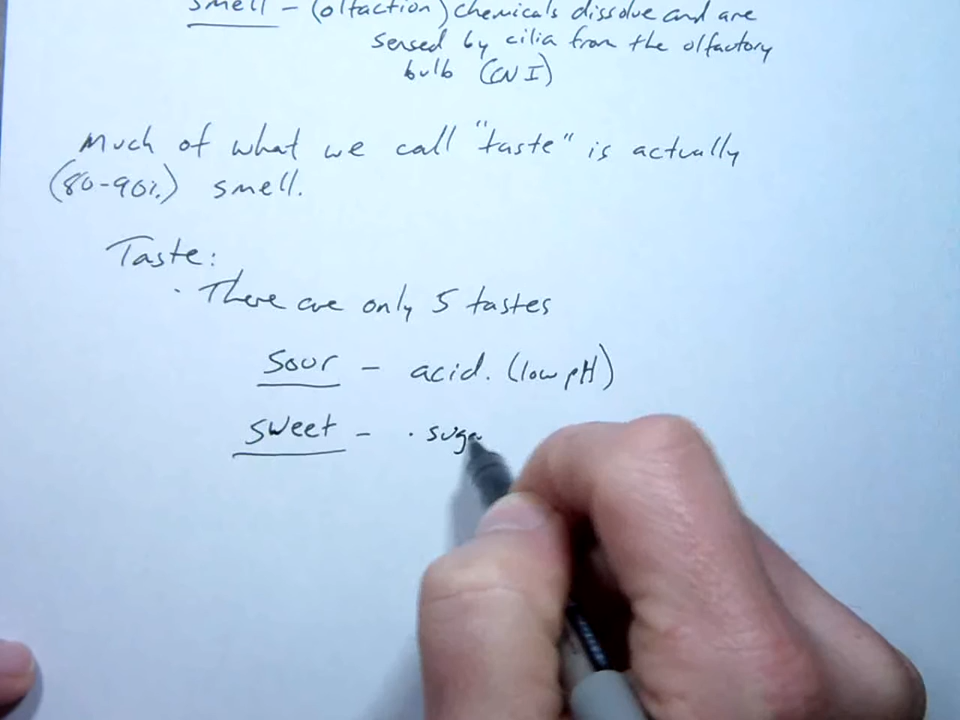 smell - (olfaction) chemicals dissolve and are
sensed by cilia from the olfactory
bulb (CN I)
Much of what we call "taste" is actually
(80-90%) smell.
Taste:
· There are only 5 tastes
sour - acid. (low pH)
sweet - · suga